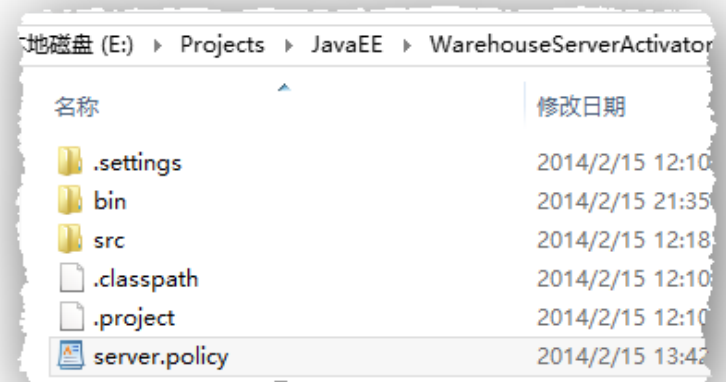 地磁盘 (E:) ▸ Projects ▸ JavaEE ▸ WarehouseServerActivator
名称 修改日期
.settings 2014/2/15 12:10
bin 2014/2/15 21:35
src 2014/2/15 12:18
.classpath 2014/2/15 12:10
.project 2014/2/15 12:10
server.policy 2014/2/15 13:42